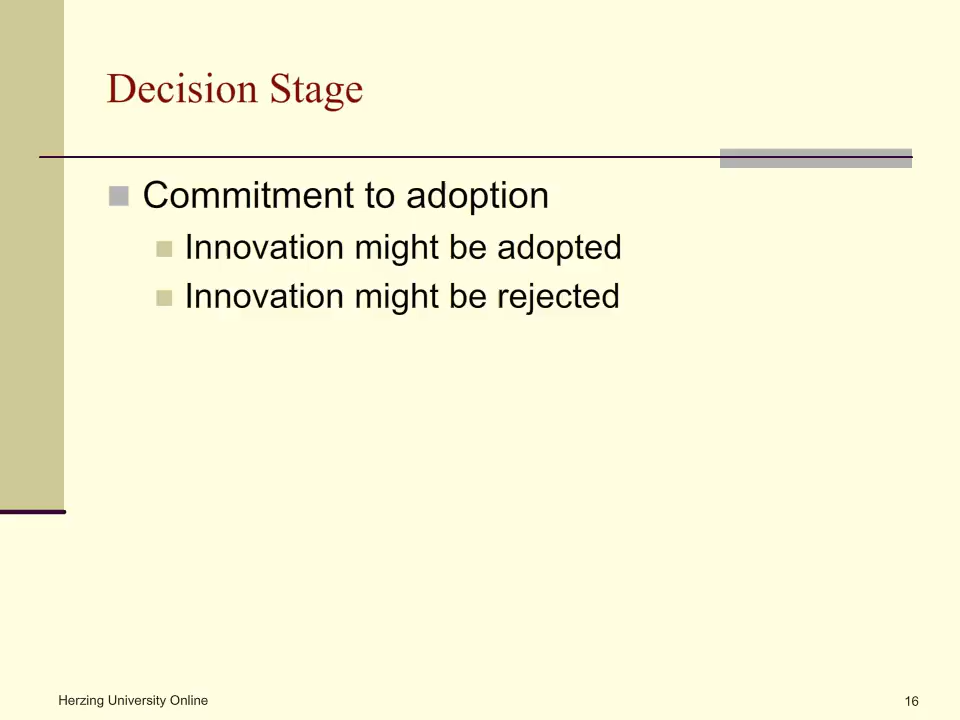 Decision Stage
Commitment to adoption
Innovation might be adopted
Innovation might be rejected
Herzing University Online
16